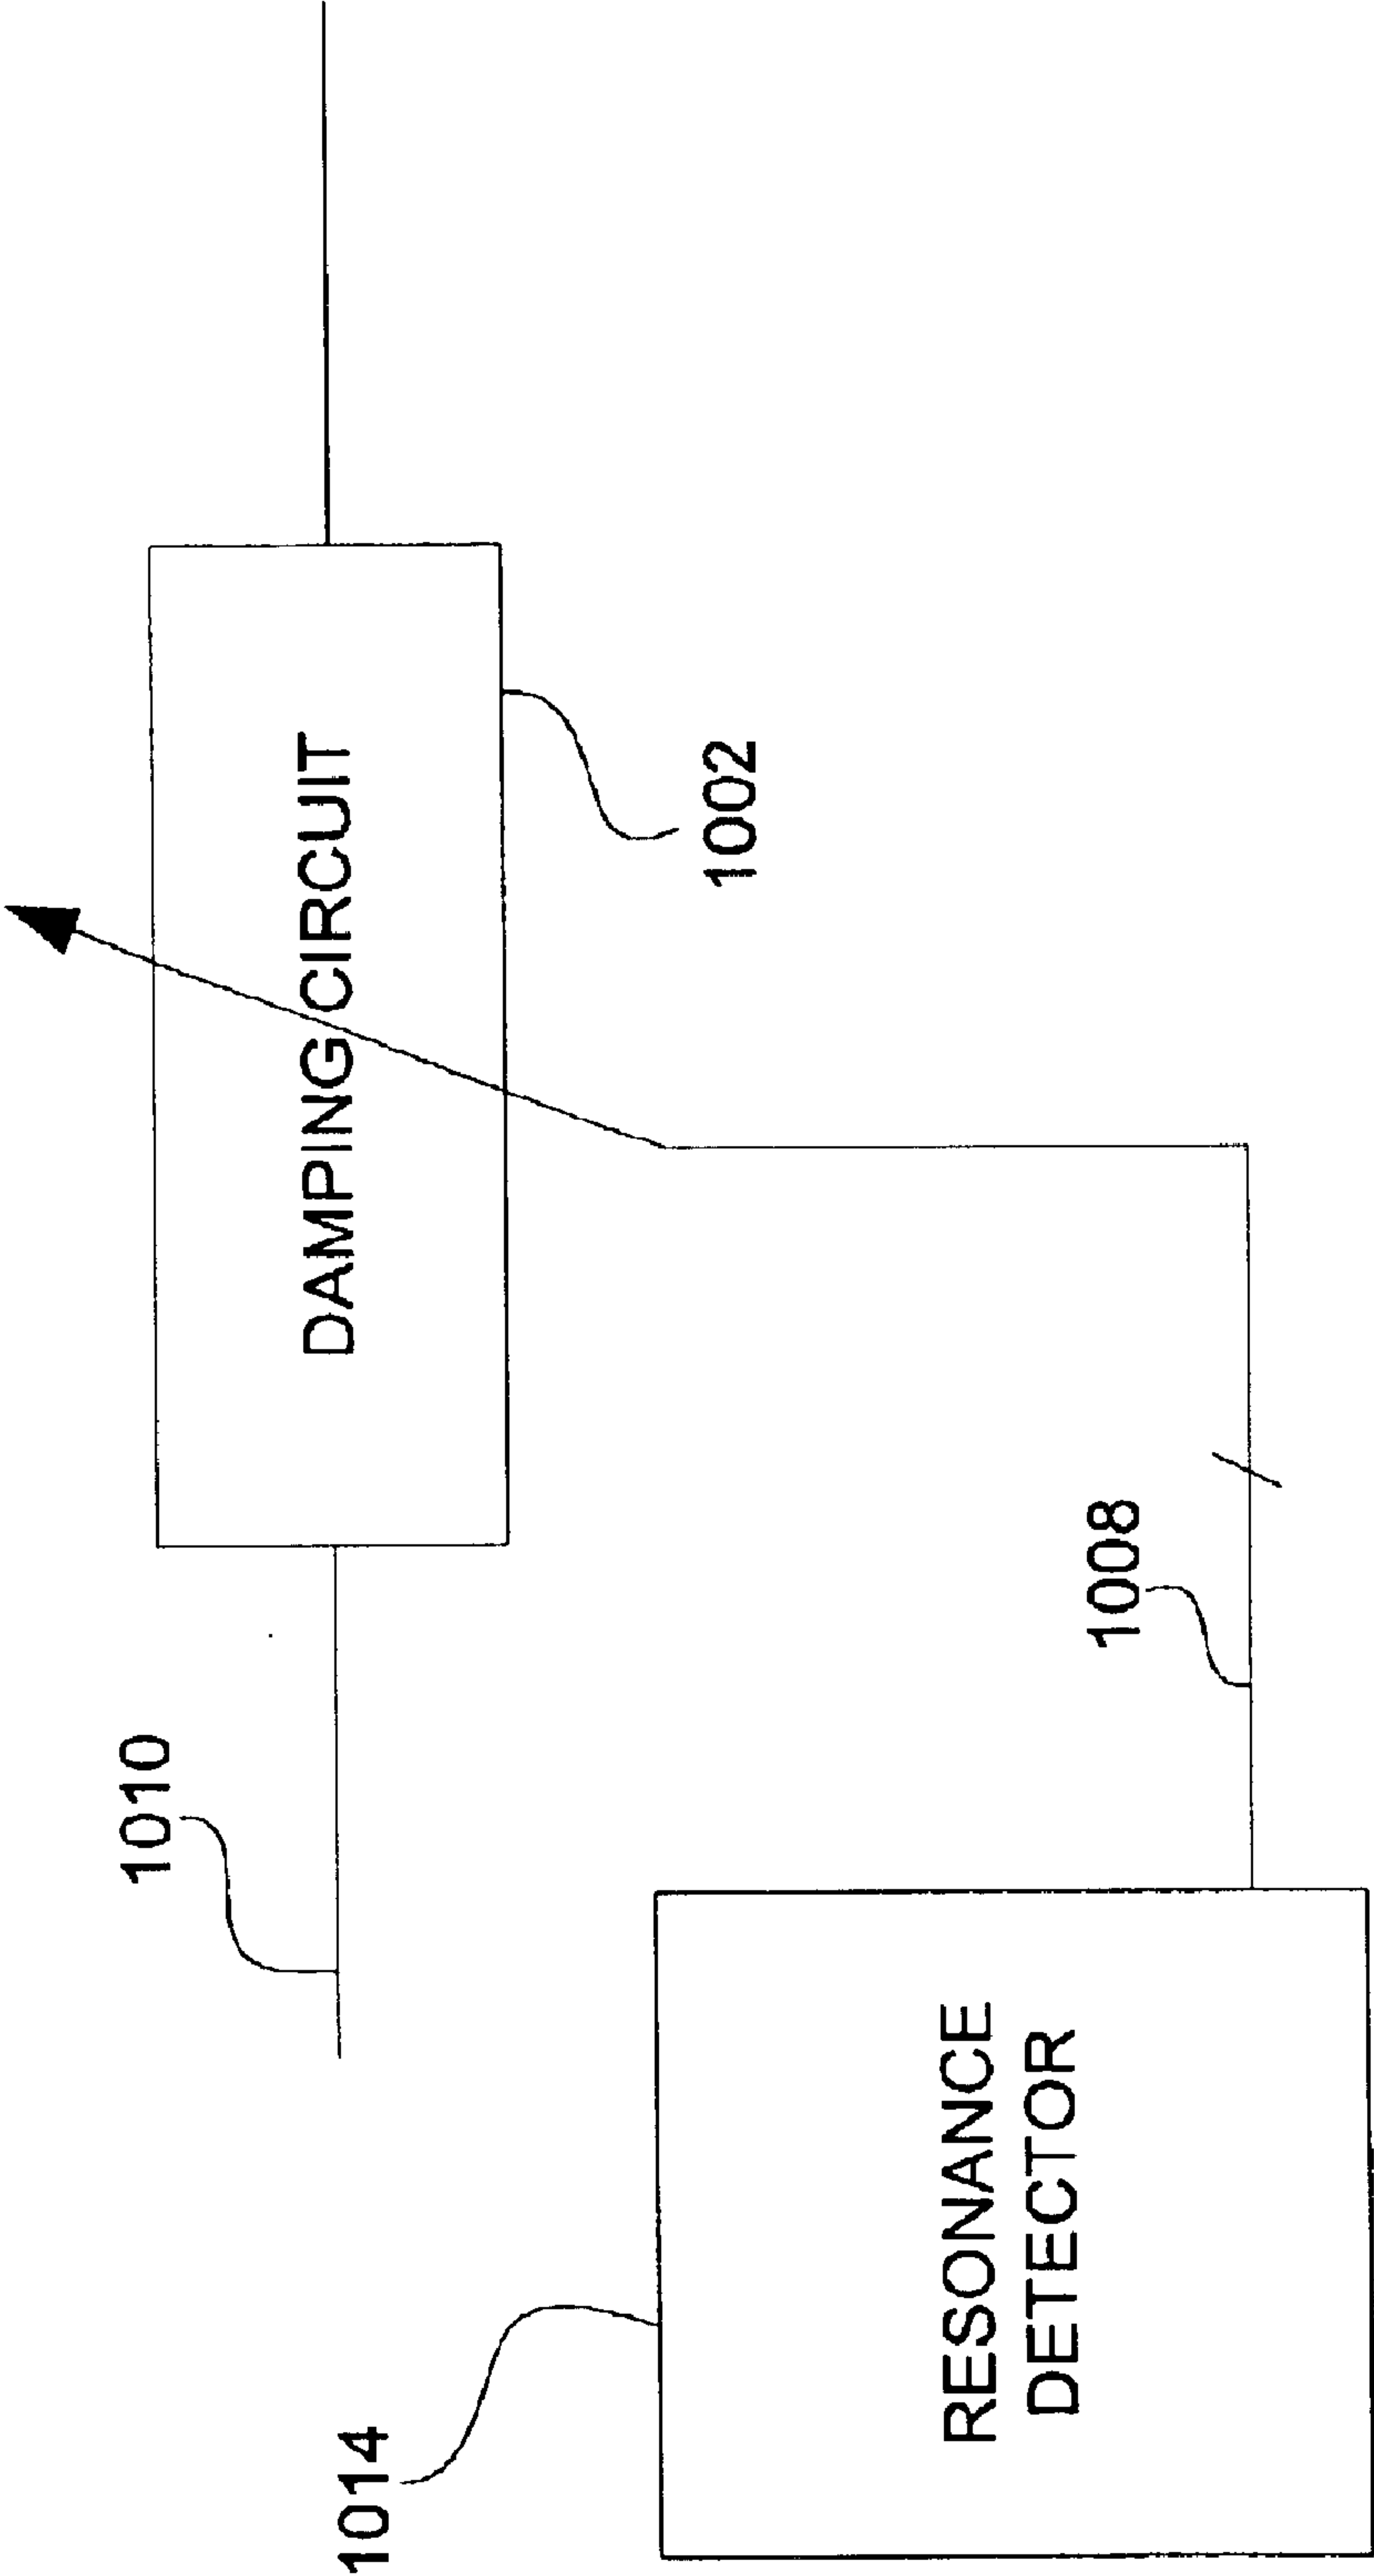 1010
DAMPING CIRCUIT
1002
1014
RESONANCE
DETECTOR
1008